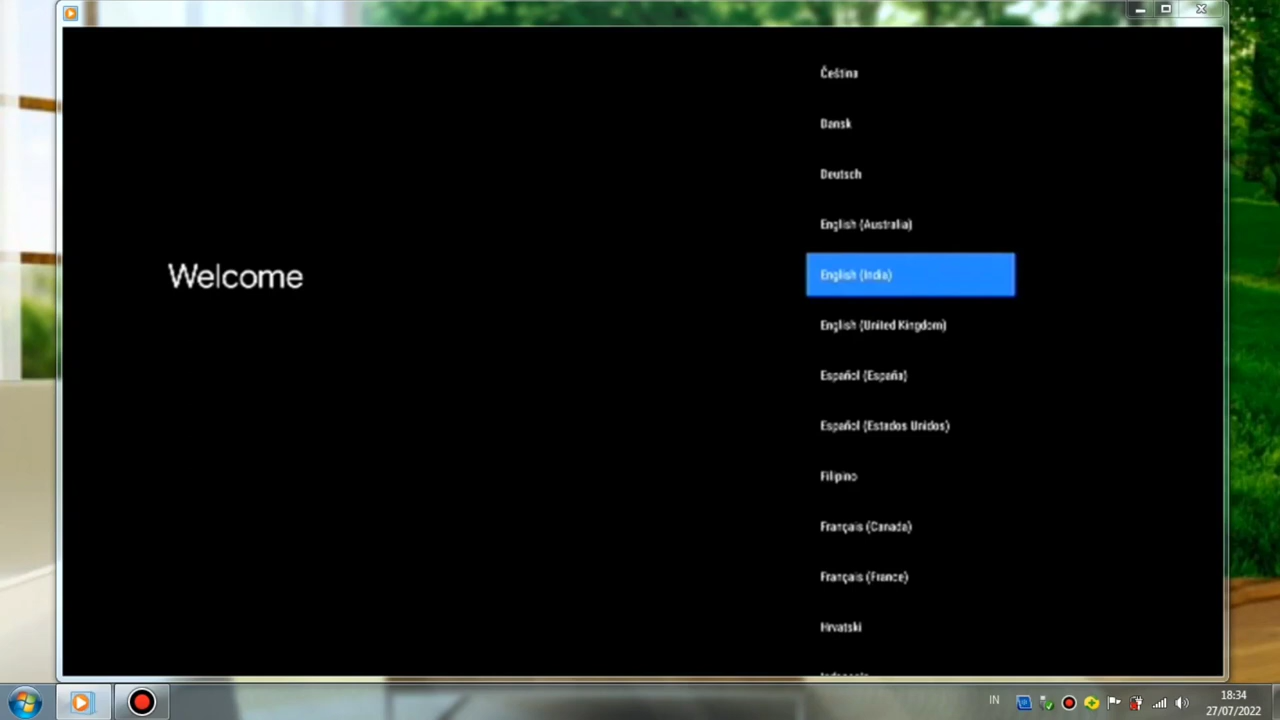 Welcome
Čeština
Dansk
Deutsch
English (Australia)
English (India)
English (United Kingdom)
Español (España)
Español (Estados Unidos)
Filipino
Français (Canada)
Français (France)
Hrvatski
IN
18:34
27/07/2022